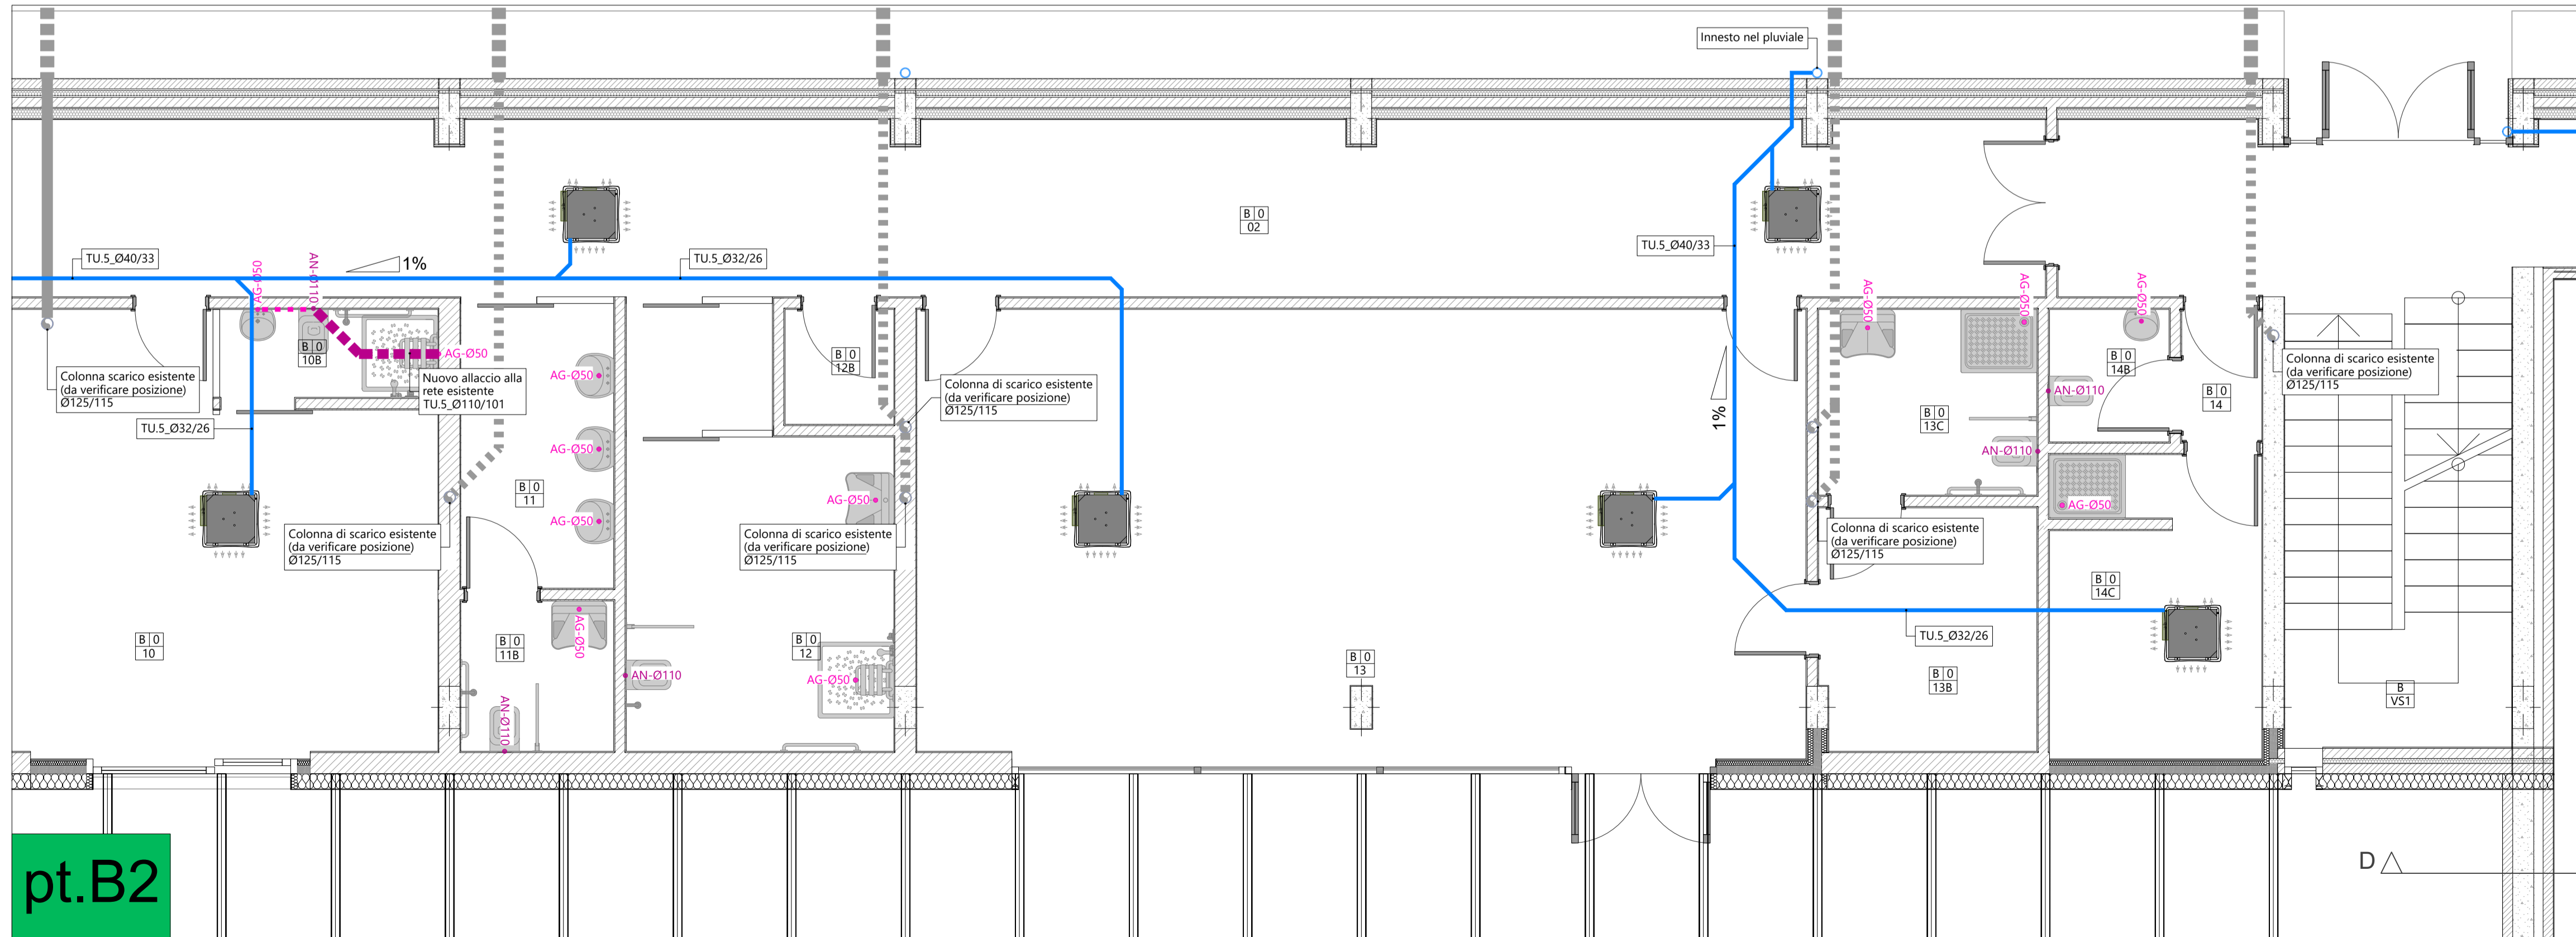 Innesto nel pluviale
TU.5_Ø40/33
1%
TU.5_Ø32/26
B 0
02
TU.5_Ø40/33
AG-Ø50
AN-Ø110
B 0
10B
AG-Ø50
Nuovo allaccio alla
rete esistente
TU.5_Ø110/101
Colonna scarico esistente
(da verificare posizione)
Ø125/115
TU.5_Ø32/26
AG-Ø50
AG-Ø50
AG-Ø50
B 0
11
B 0
12B
Colonna di scarico esistente
(da verificare posizione)
Ø125/115
1%
AG-Ø50
AG-Ø50
B 0
13C
AN-Ø110
AG-Ø50
B 0
14B
AN-Ø110
B 0
14
Colonna di scarico esistente
(da verificare posizione)
Ø125/115
AG-Ø50
Colonna di scarico esistente
(da verificare posizione)
Ø125/115
AG-Ø50
Colonna di scarico esistente
(da verificare posizione)
Ø125/115
Colonna di scarico esistente
(da verificare posizione)
Ø125/115
B 0
14C
B 0
10
B 0
11B
AG-Ø50
AN-Ø110
B 0
12
AN-Ø110
AG-Ø50
B 0
13
TU.5_Ø32/26
B 0
13B
B
VS1
pt.B2
D